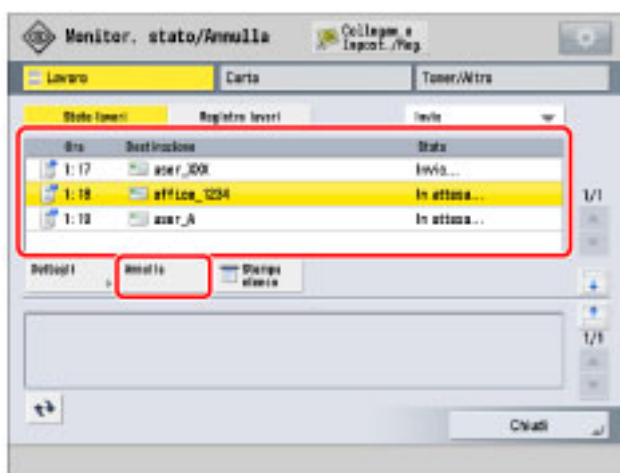 Monitor. stato/Annulla
Collegam. a
Impost./Reg.
Lavoro Carta Toner/Altro
Stato lavori Registro lavori Invio
Ora Destinazione Stato
1:17 user_XXX Invio...
1:18 office_1234 In attesa... 1/1
1:19 user_A In attesa...
Dettagli Annulla Stampa
elenco
1/1
Chiudi